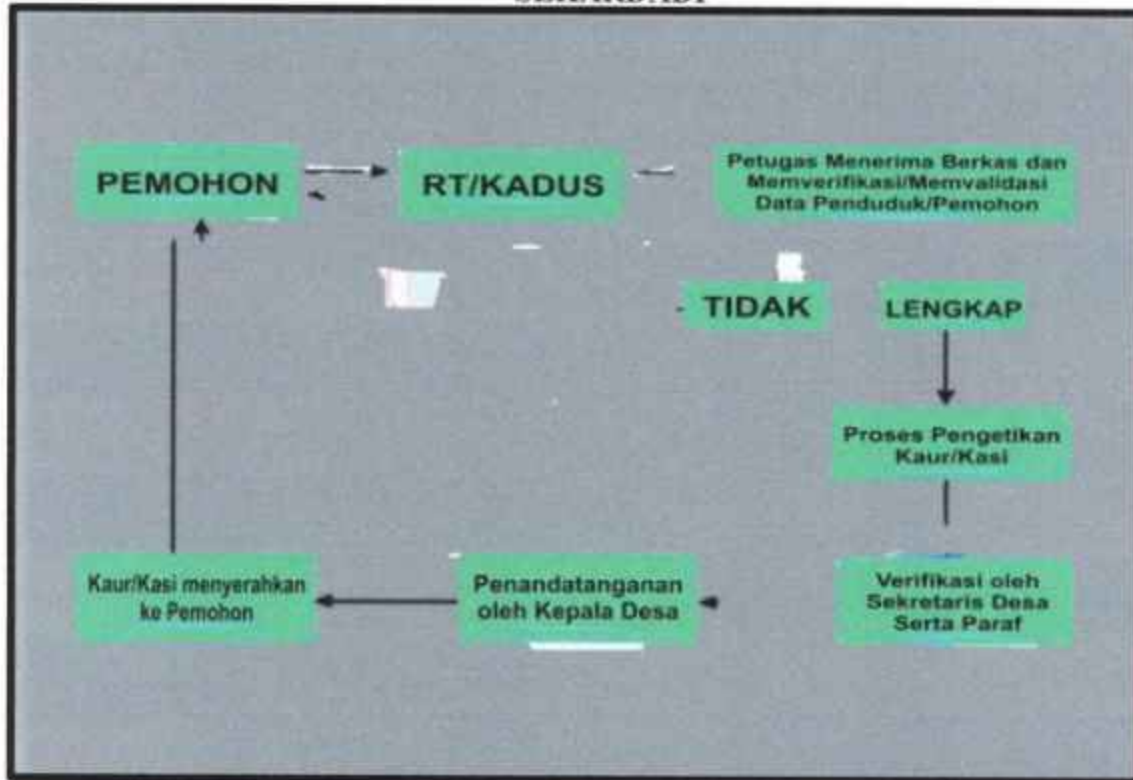 PEMOHON
RT/KADUS
Petugas Menerima Berkas dan
Memverifikasi/Memvalidasi
Data Penduduk/Pemohon
TIDAK
LENGKAP
Proses Pengetikan
Kaur/Kasi
Verifikasi oleh
Sekretaris Desa
Serta Paraf
Penandatanganan
oleh Kepala Desa
Kaur/Kasi menyerahkan
ke Pemohon